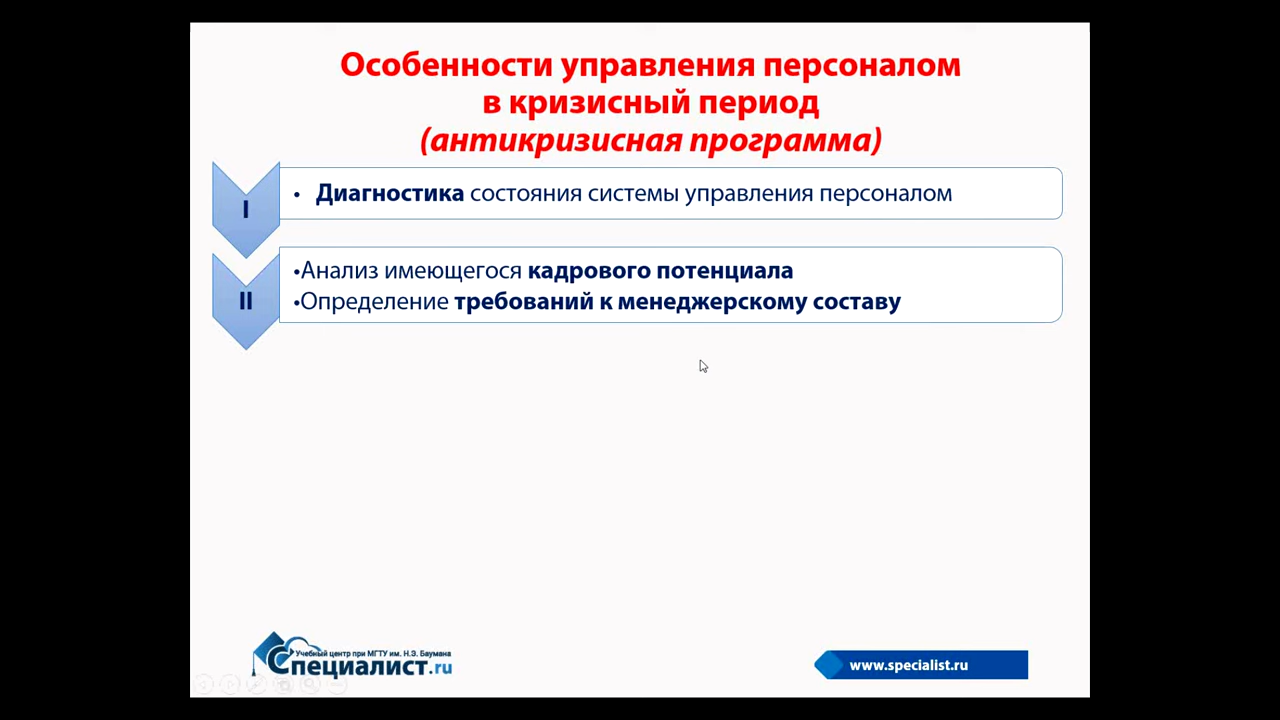 Особенности управления персоналом
в кризисный период
(антикризисная программа)
I
• Диагностика состояния системы управления персоналом
II
•Анализ имеющегося кадрового потенциала
•Определение требований к менеджерскому составу
Учебный центр при МГТУ им. Н.Э. Баумана
Специалист.ru
www.specialist.ru